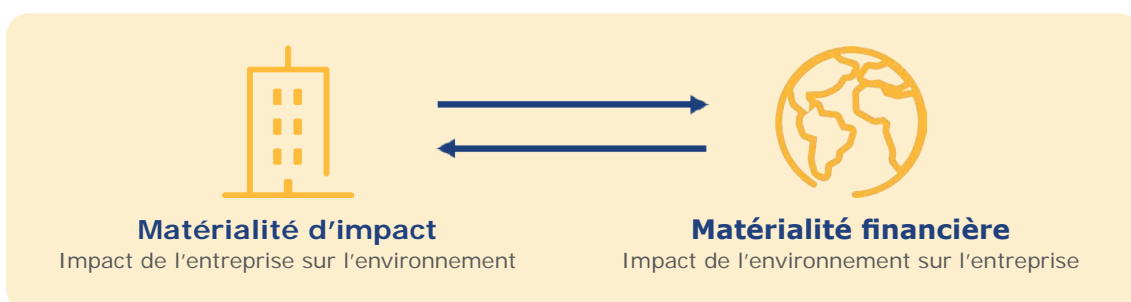 Matérialité d'impact
Impact de l'entreprise sur l'environnement
Matérialité financière
Impact de l'environnement sur l'entreprise